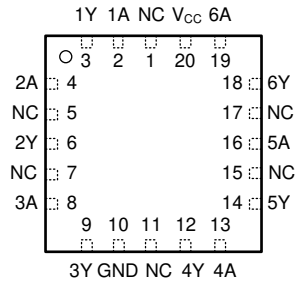 1Y 1A NC VCC 6A
3 2 1 20 19
2A 4 18 6Y
NC 5 17 NC
2Y 6 16 5A
NC 7 15 NC
3A 8 14 5Y
9 10 11 12 13
3Y GND NC 4Y 4A